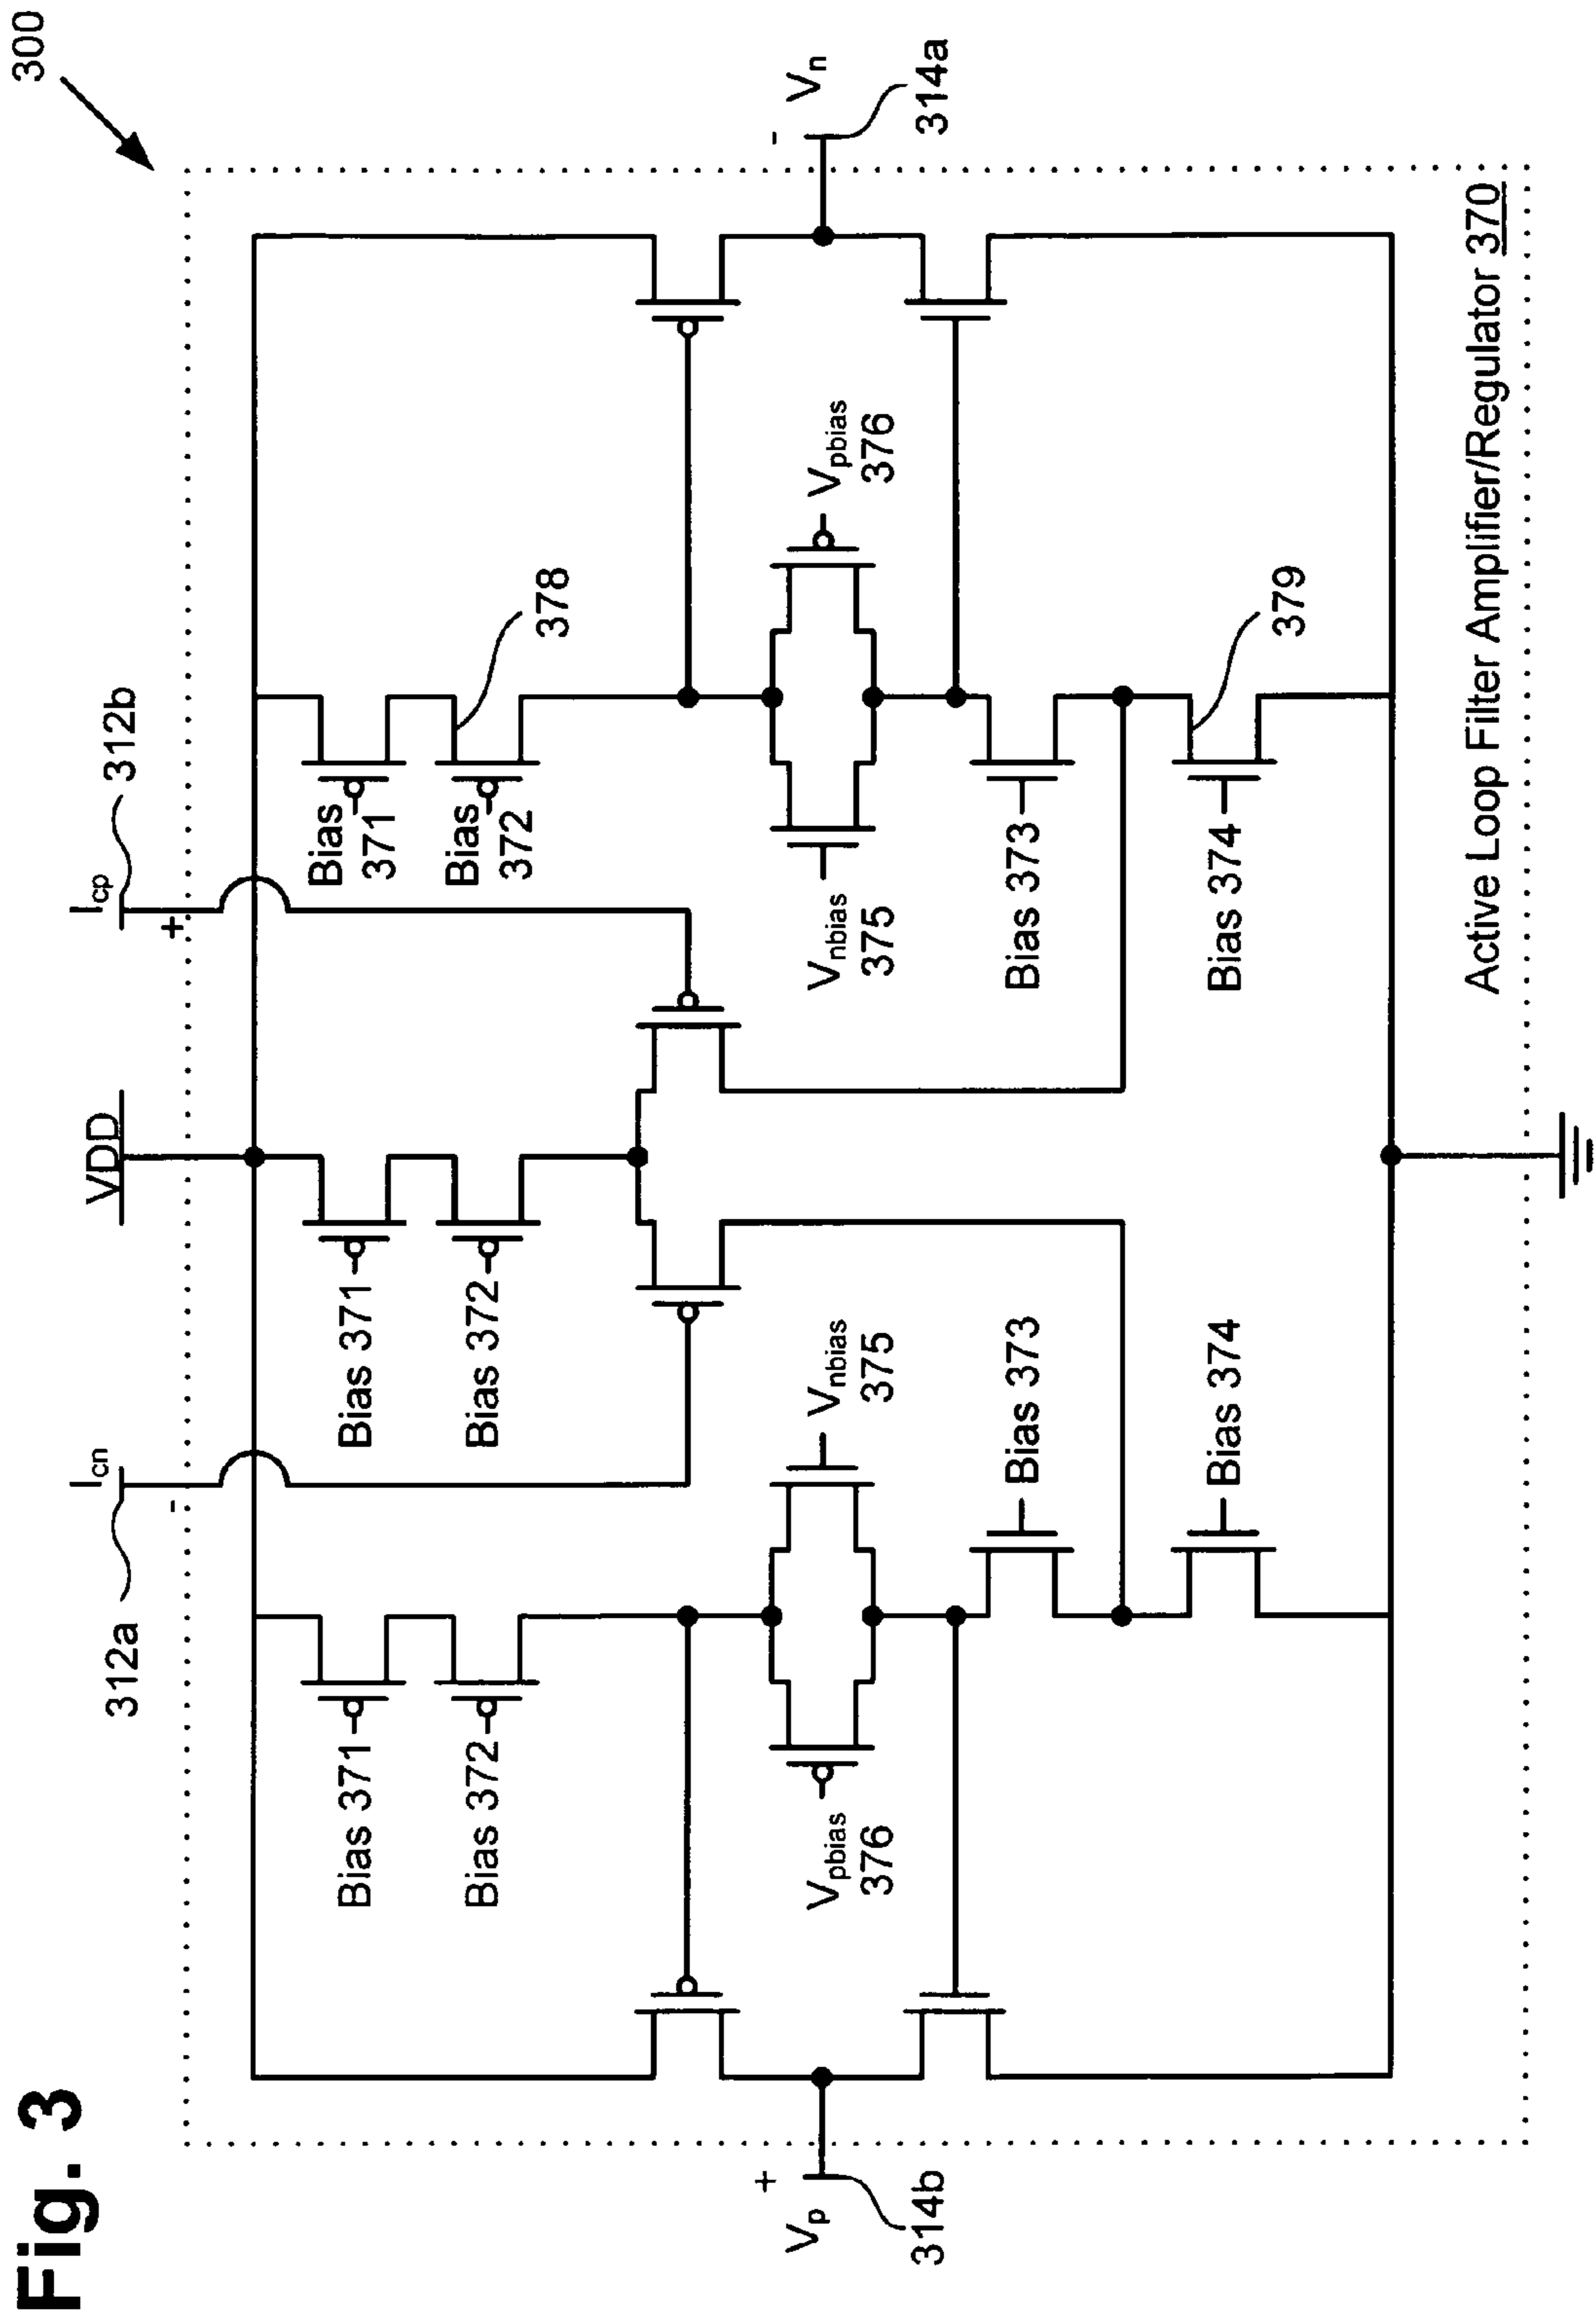 Fig. 3
300
VDD
Icn
-
312a
Icp
+
312b
Bias 371
Bias 372
Bias 371
Bias 372
Bias
371
Bias
372
378
Vpbias
376
Vnbias
375
Vnbias
375
Vpbias
376
+
Vp
314b
-
Vn
314a
Bias 373
Bias 374
Bias 373
Bias 374
379
Active Loop Filter Amplifier/Regulator 370